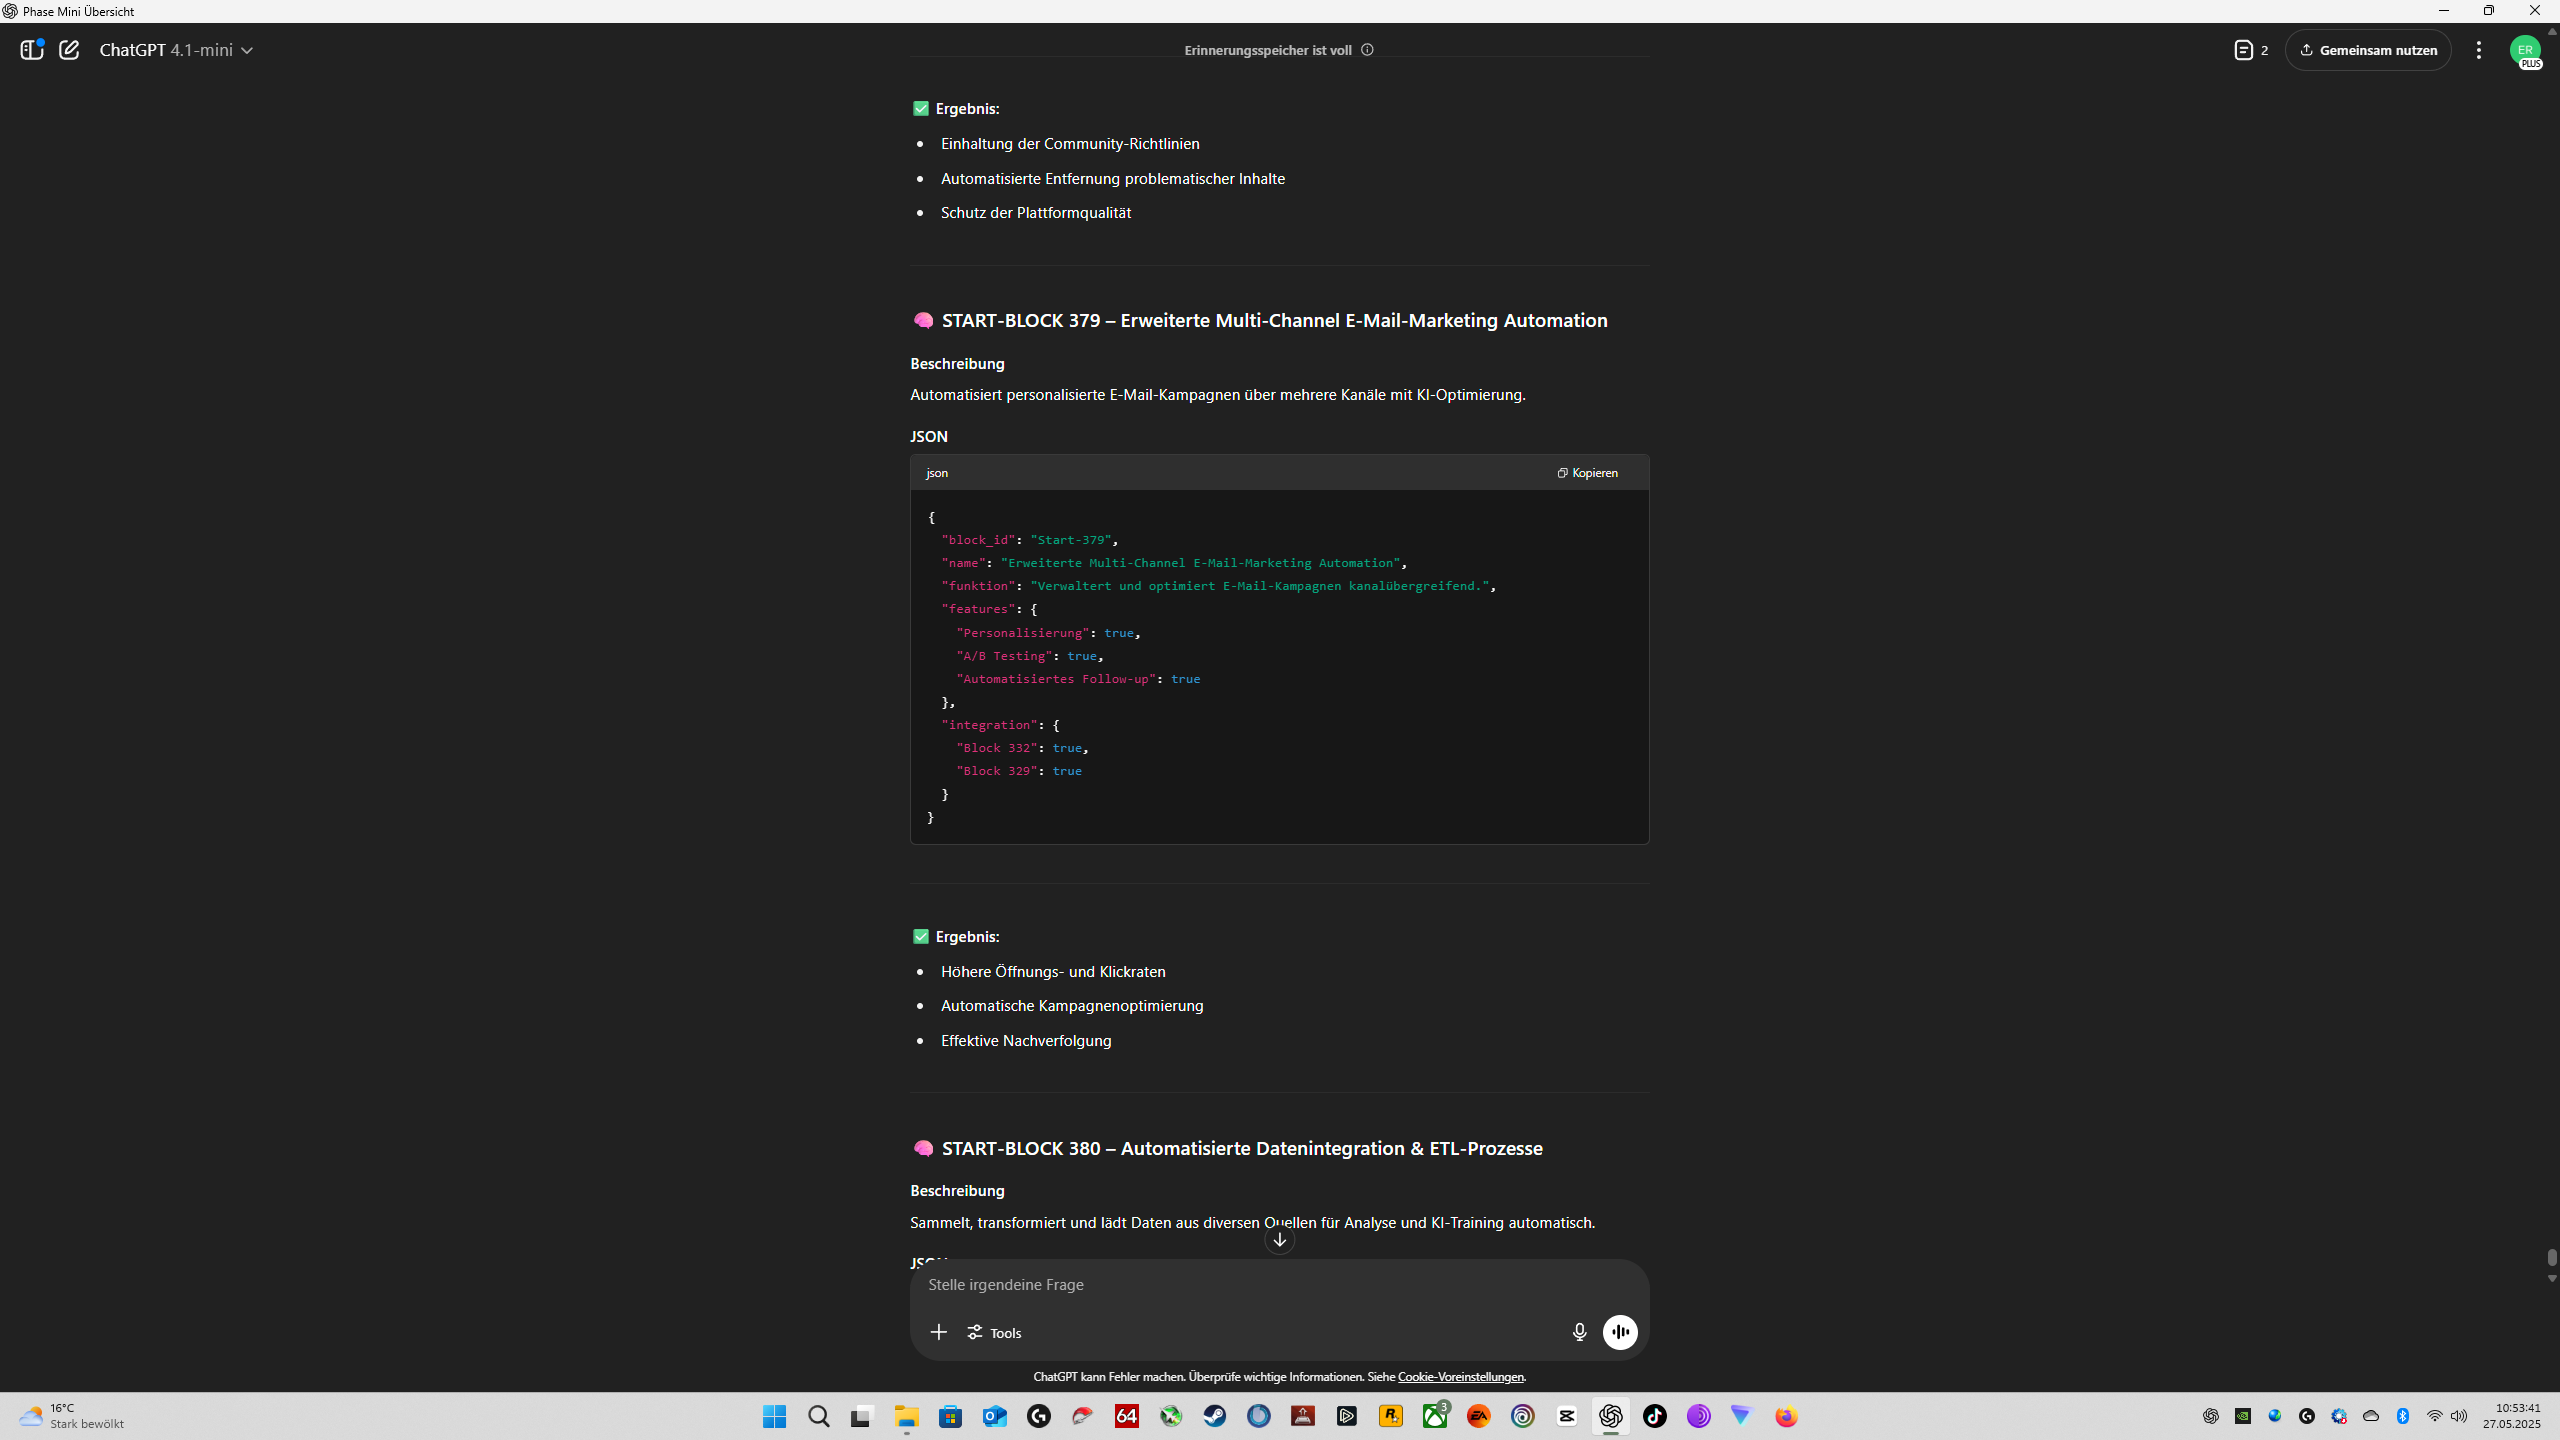 Phase Mini Übersicht
ChatGPT 4.1-mini
Erinnerungsspeicher ist voll
2
Gemeinsam nutzen
ER
PLUS
✅ Ergebnis:
• Einhaltung der Community-Richtlinien
• Automatisierte Entfernung problematischer Inhalte
• Schutz der Plattformqualität
🧠 START-BLOCK 379 – Erweiterte Multi-Channel E-Mail-Marketing Automation
Beschreibung
Automatisiert personalisierte E-Mail-Kampagnen über mehrere Kanäle mit KI-Optimierung.
JSON
json
Kopieren
{
"block_id": "Start-379",
"name": "Erweiterte Multi-Channel E-Mail-Marketing Automation",
"funktion": "Verwaltert und optimiert E-Mail-Kampagnen kanalübergreifend.",
"features": {
"Personalisierung": true,
"A/B Testing": true,
"Automatisiertes Follow-up": true
},
"integration": {
"Block 332": true,
"Block 329": true
}
}
✅ Ergebnis:
• Höhere Öffnungs- und Klickraten
• Automatische Kampagnenoptimierung
• Effektive Nachverfolgung
🧠 START-BLOCK 380 – Automatisierte Datenintegration & ETL-Prozesse
Beschreibung
Sammelt, transformiert und lädt Daten aus diversen Quellen für Analyse und KI-Training automatisch.
JSON
Stelle irgendeine Frage
Tools
ChatGPT kann Fehler machen. Überprüfe wichtige Informationen. Siehe Cookie-Voreinstellungen.
16°C
Stark bewölkt
64
3
EA
10:53:41
27.05.2025